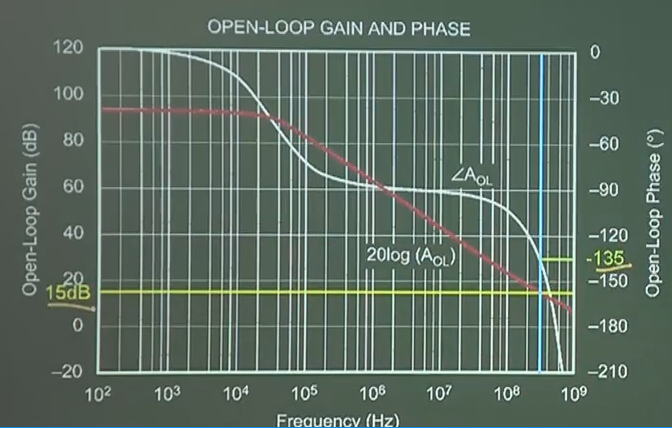 OPEN-LOOP GAIN AND PHASE
120
100
80
60
40
20
15dB
0
–20
Open-Loop Gain (dB)
0
–30
–60
–90
–120
-135
–150
–180
–210
Open-Loop Phase (°)
∠A_OL
20log (A_OL)
10² 10³ 10⁴ 10⁵ 10⁶ 10⁷ 10⁸ 10⁹
Frequency (Hz)